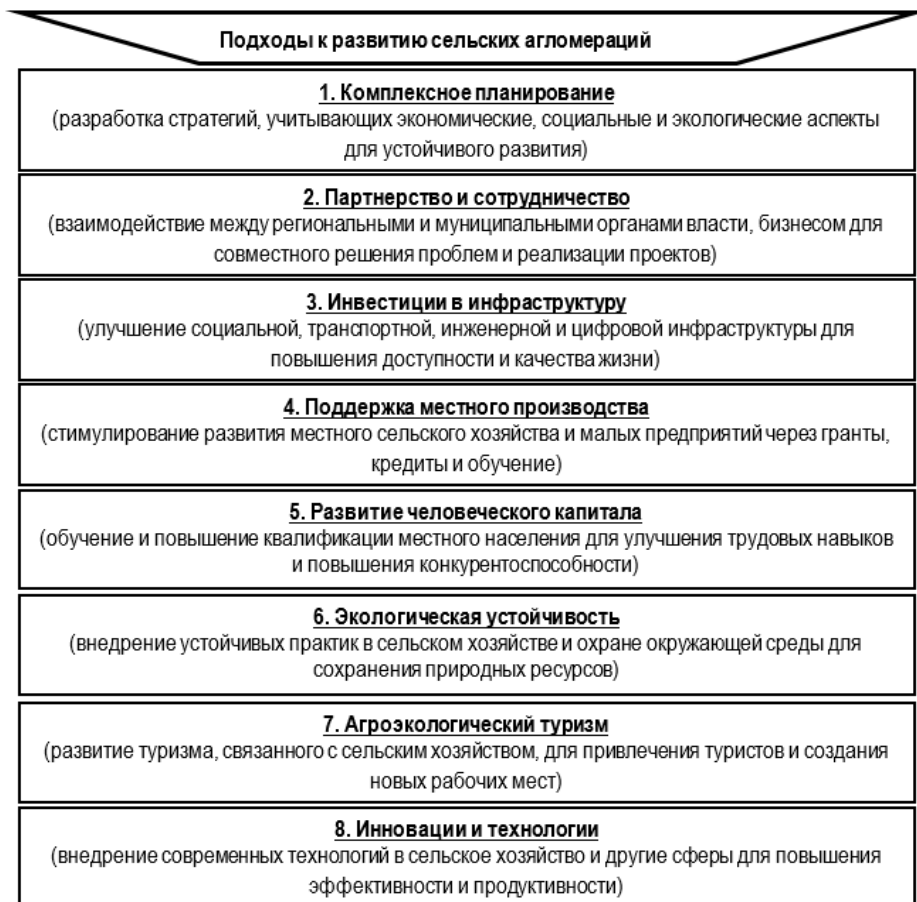 Подходы к развитию сельских агломераций
1. Комплексное планирование
(разработка стратегий, учитывающих экономические, социальные и экологические аспекты
для устойчивого развития)
2. Партнерство и сотрудничество
(взаимодействие между региональными и муниципальными органами власти, бизнесом для
совместного решения проблем и реализации проектов)
3. Инвестиции в инфраструктуру
(улучшение социальной, транспортной, инженерной и цифровой инфраструктуры для
повышения доступности и качества жизни)
4. Поддержка местного производства
(стимулирование развития местного сельского хозяйства и малых предприятий через гранты,
кредиты и обучение)
5. Развитие человеческого капитала
(обучение и повышение квалификации местного населения для улучшения трудовых навыков
и повышения конкурентоспособности)
6. Экологическая устойчивость
(внедрение устойчивых практик в сельском хозяйстве и охране окружающей среды для
сохранения природных ресурсов)
7. Агроэкологический туризм
(развитие туризма, связанного с сельским хозяйством, для привлечения туристов и создания
новых рабочих мест)
8. Инновации и технологии
(внедрение современных технологий в сельское хозяйство и другие сферы для повышения
эффективности и продуктивности)